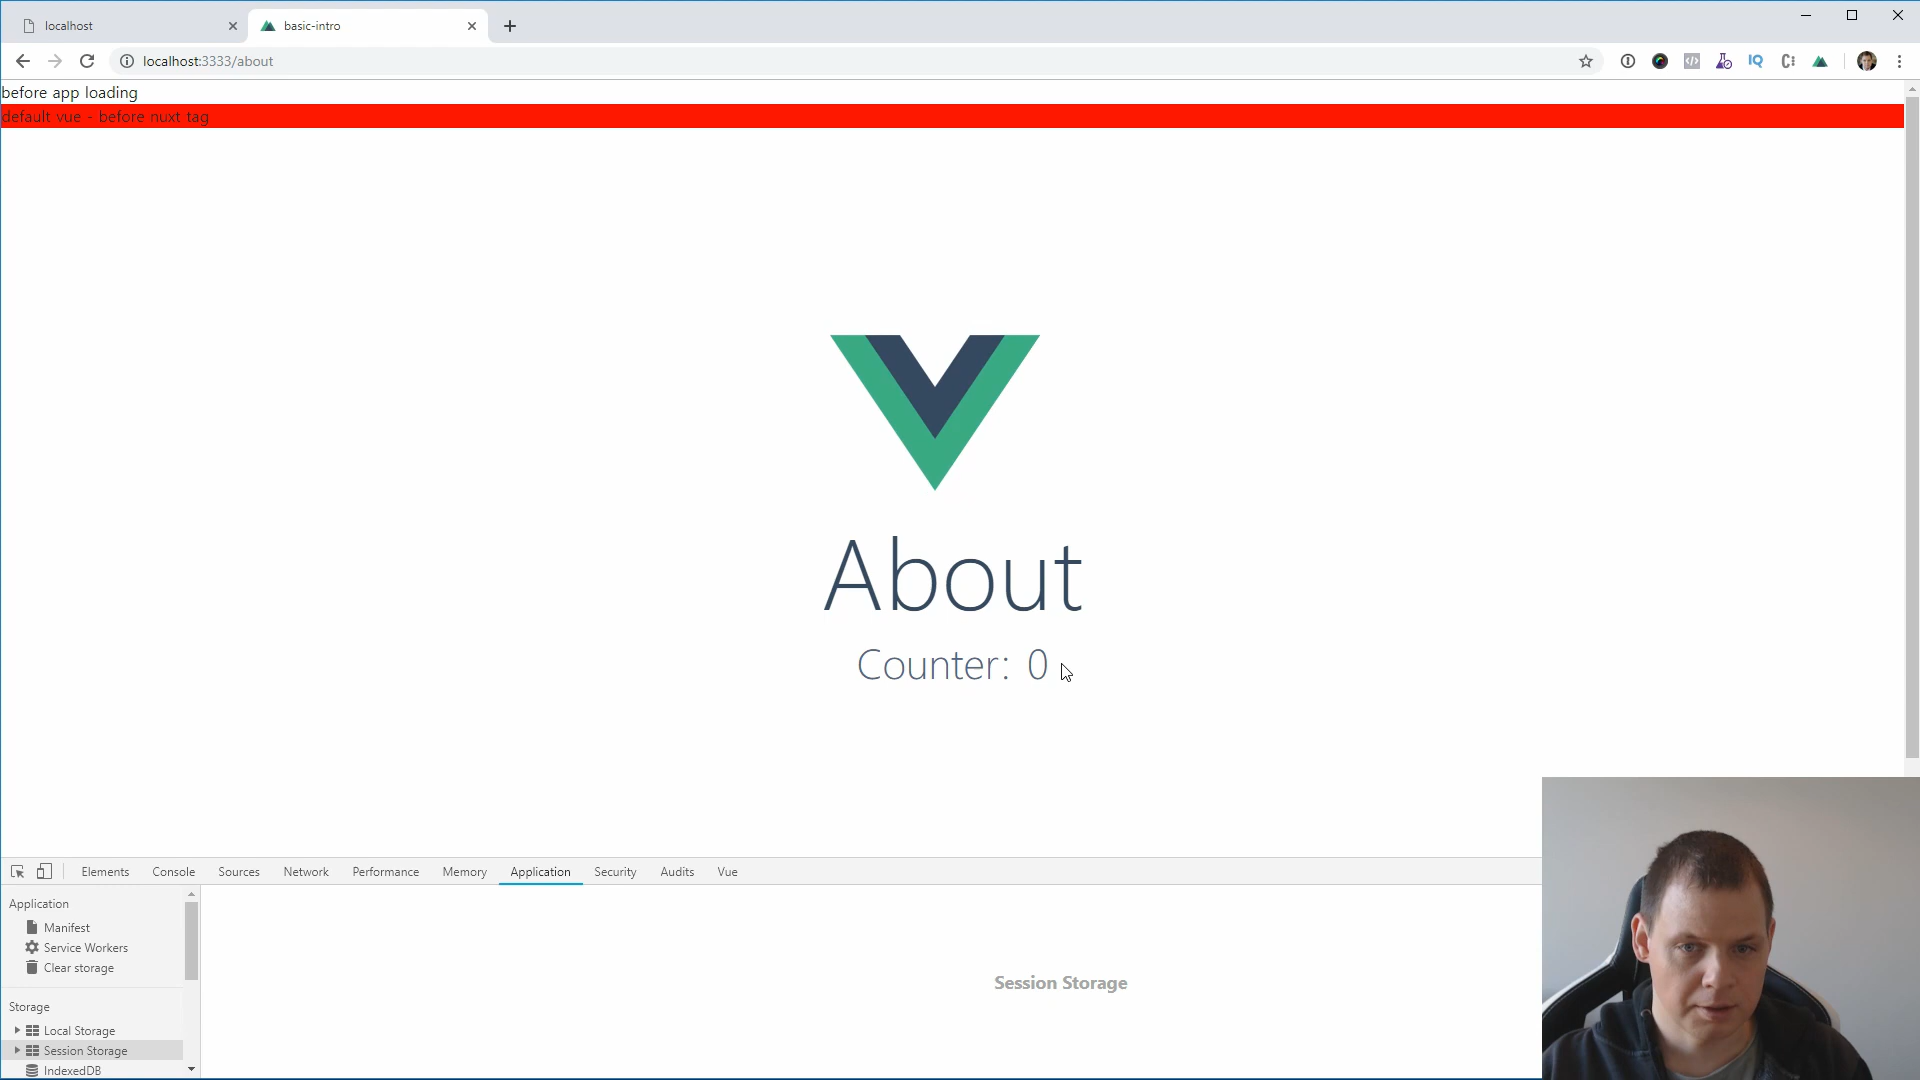 localhost
basic-intro
localhost:3333/about
IQ
before app loading
default vue - before nuxt tag
About
Counter: 0
Elements Console Sources Network Performance Memory Application Security Audits Vue
Application
Manifest
Service Workers
Clear storage
Session Storage
Storage
Local Storage
Session Storage
IndexedDB